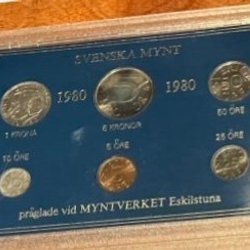 SVENSKA MYNT
1980 1980
1 KRONA 5 KRONOR 50 ÖRE
10 ÖRE 5 ÖRE 25 ÖRE
präglade vid MYNTVERKET Eskilstuna